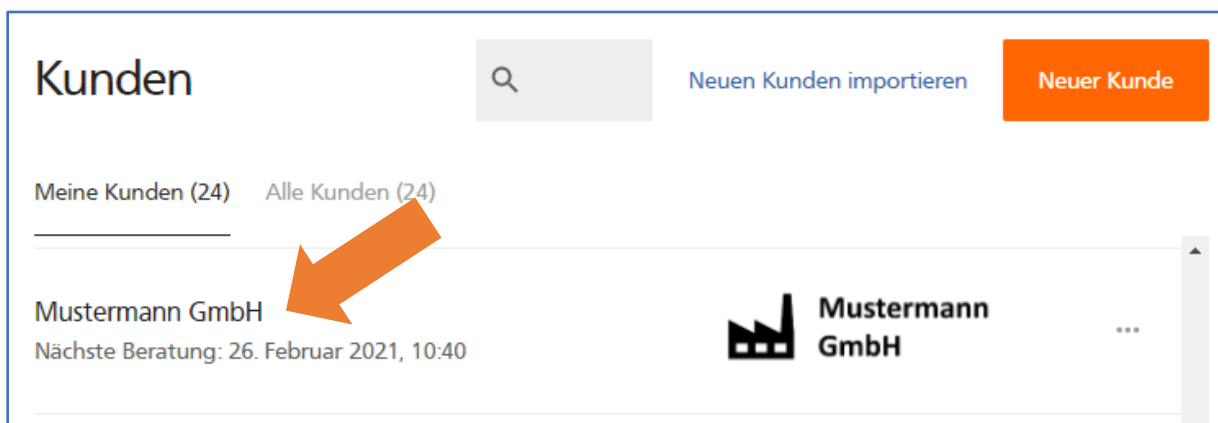 Kunden
Neuen Kunden importieren
Neuer Kunde
Meine Kunden (24)
Alle Kunden (24)
Mustermann GmbH
Nächste Beratung: 26. Februar 2021, 10:40
Mustermann
GmbH